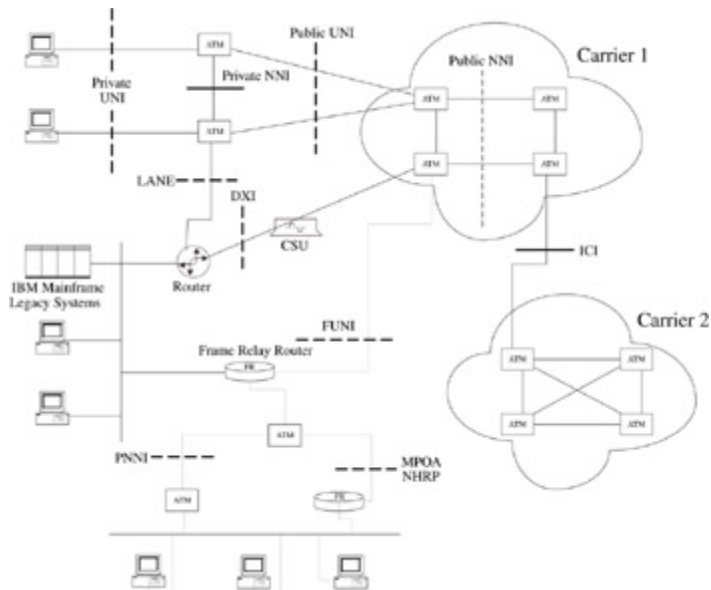 Public UNI
Carrier 1
ATM
Public NNI
Private
UNI
Private NNI
ATM
ATM
ATM
ATM
ATM
LANE
DXI
CSU
ICI
IBM Mainframe
Legacy Systems
Router
FUNI
Carrier 2
Frame Relay Router
FR
ATM
ATM
ATM
ATM
ATM
PNNI
MPOA
NHRP
ATM
FR